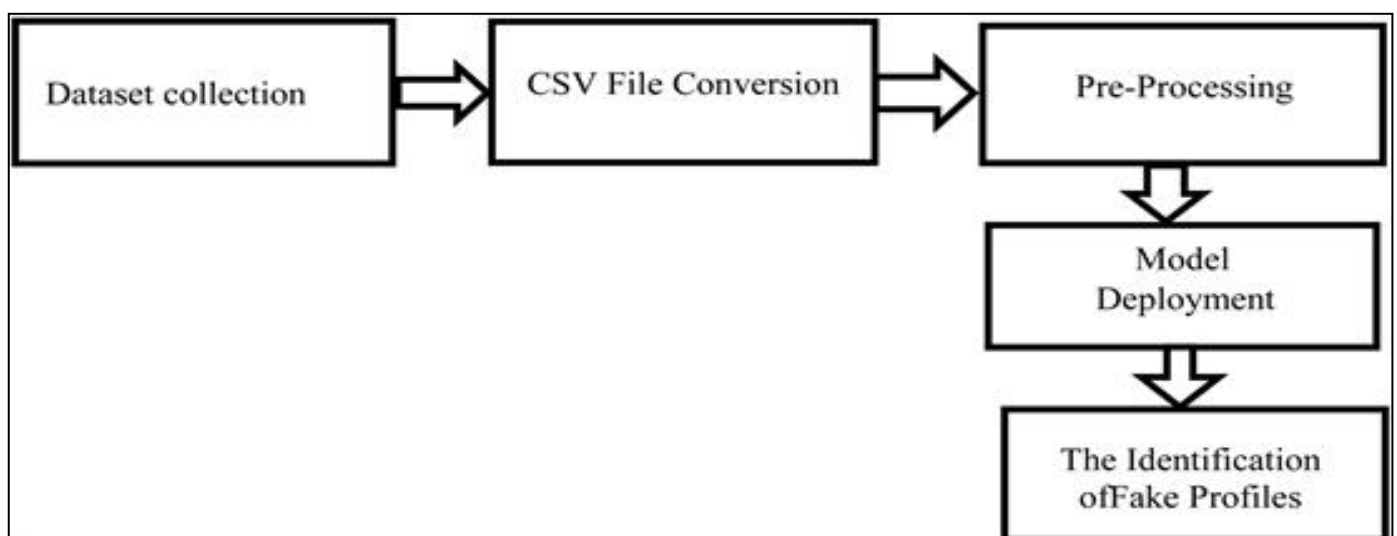 Dataset collection
CSV File Conversion
Pre-Processing
Model
Deployment
The Identification
ofFake Profiles